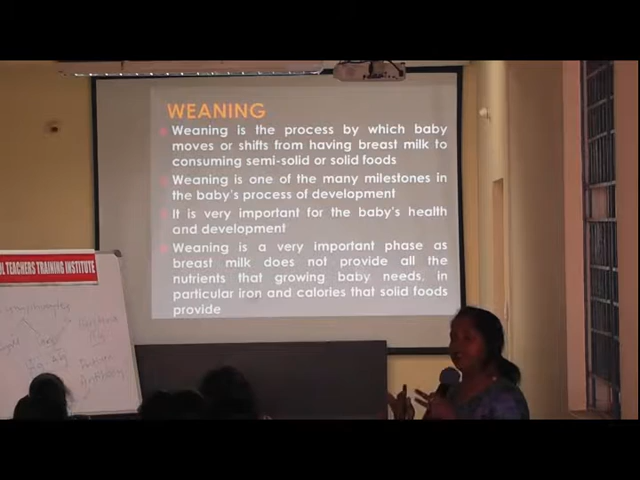 WEANING
Weaning is the process by which baby
moves or shifts from having breast milk to
consuming semi-solid or solid foods
Weaning is one of the many milestones in
the baby's process of development
It is very important for the baby's health
and development
Weaning is a very important phase as
breast milk does not provide all the
nutrients that growing baby needs, in
particular iron and calories that solid foods
provide
TEACHERS TRAINING INSTITUTE